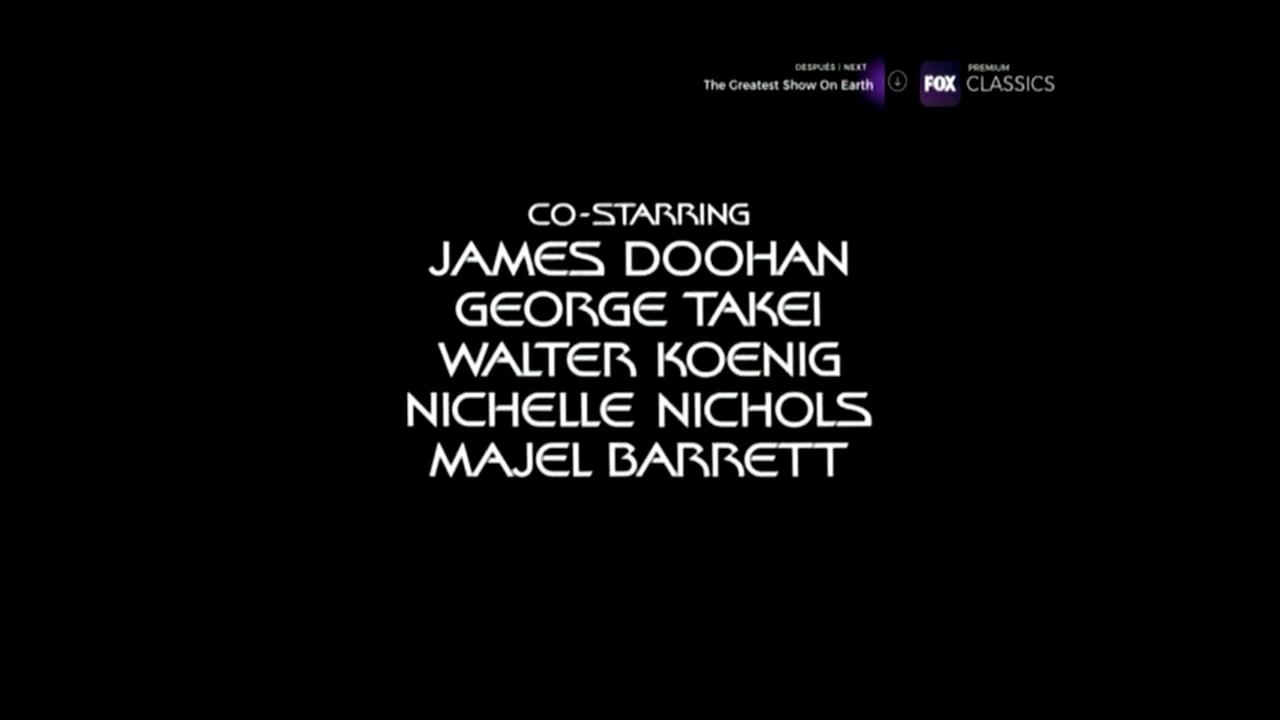 DESPUÉS | NEXT
The Greatest Show On Earth
FOX
PREMIUM
CLASSICS
CO-STARRING
JAMES DOOHAN
GEORGE TAKEI
WALTER KOENIG
NICHELLE NICHOLS
MAJEL BARRETT